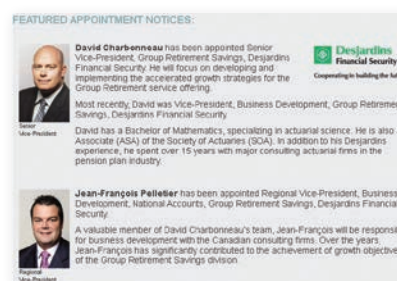 FEATURED APPOINTMENT NOTICES:
David Charbonneau has been appointed Senior
Vice-President, Group Retirement Savings, Desjardins
Financial Security. He will focus on developing and
implementing the accelerated growth strategies for the
Group Retirement service offering.
Desjardins
Financial Security
Cooperating in building the
Most recently, David was Vice-President, Business Development, Group Retiremen
Savings, Desjardins Financial Security.
David has a Bachelor of Mathematics, specializing in actuarial science. He is also
Associate (ASA) of the Society of Actuaries (SOA). In addition to his Desjardins
experience, he spent over 15 years with major consulting actuarial firms in the
pension plan industry.
Senior
Vice-President
Jean-François Pelletier has been appointed Regional Vice-President, Business
Development, National Accounts, Group Retirement Savings, Desjardins Financial
Security.
A valuable member of David Charbonneau's team, Jean-François will be responsi
for business development with the Canadian consulting firms. Over the years,
Jean-François has significantly contributed to the achievement of growth objective
of the Group Retirement Savings division.
Regional
Vice-President